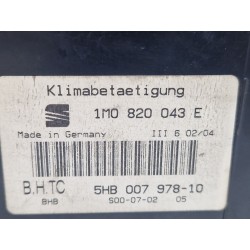 Klimabetaetigung
1M0 820 043 E
Made in Germany III 6 02/04
B.H.TC 5HB 007 978-10
BHB S00-07-02 05